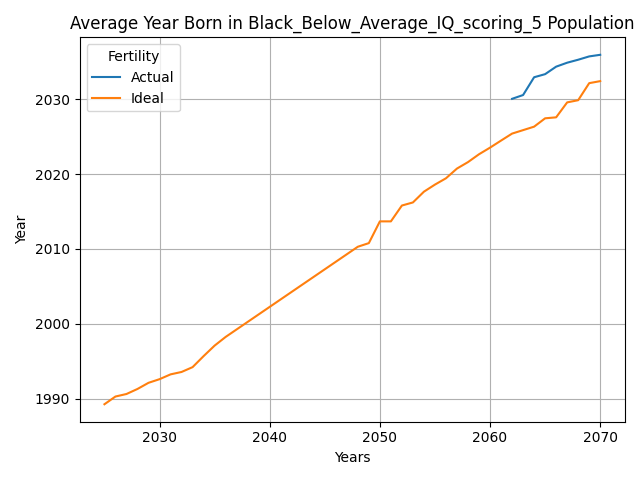 Average Year Born in Black_Below_Average_IQ_scoring_5 Population
Fertility
Actual
Ideal
Year
2030
2020
2010
2000
1990
2030 2040 2050 2060 2070
Years